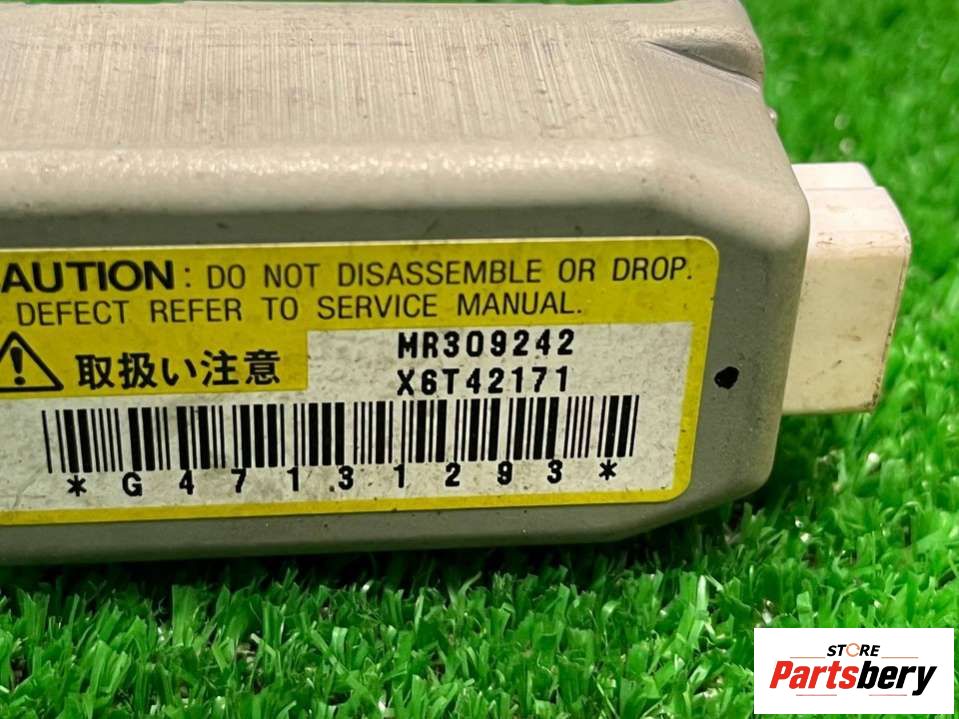 AUTION: DO NOT DISASSEMBLE OR DROP.
DEFECT REFER TO SERVICE MANUAL.
取扱い注意
MR309242
X6T42171
*G47131293*
STORE
Partsbery